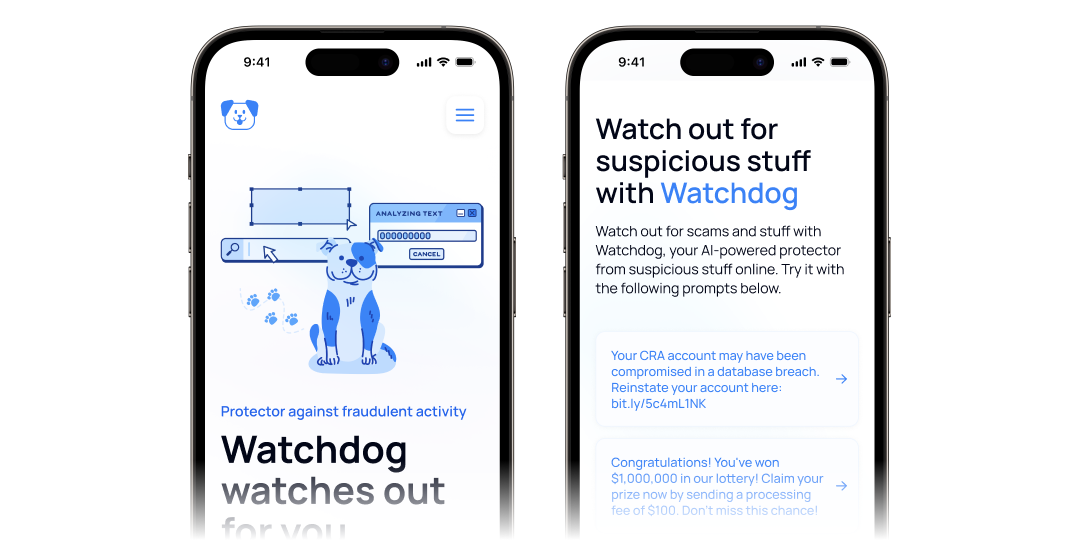 9:41
ANALYZING TEXT
000000000
CANCEL
Protector against fraudulent activity
Watchdog
watches out
for you
9:41
Watch out for
suspicious stuff
with Watchdog
Watch out for scams and stuff with
Watchdog, your AI-powered protector
from suspicious stuff online. Try it with
the following prompts below.
Your CRA account may have been
compromised in a database breach.
Reinstate your account here:
bit.ly/5c4mL1NK
Congratulations! You've won
$1,000,000 in our lottery! Claim your
prize now by sending a processing
fee of $100. Don't miss this chance!